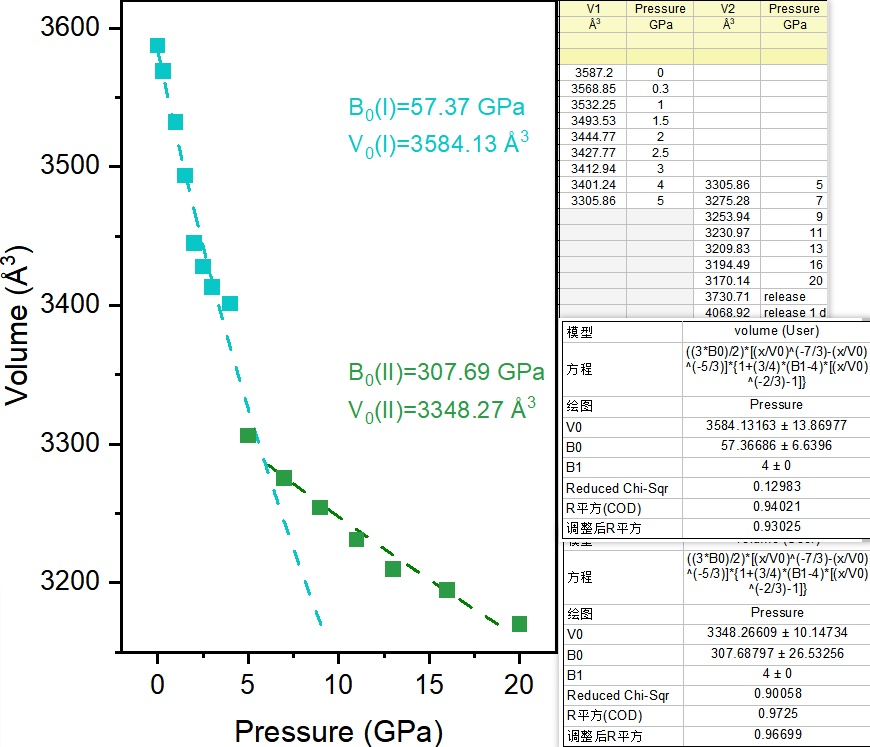 3600
3500
3400
3300
3200
0
5
10
15
20
Volume (Å³)
Pressure (GPa)
B₀(I)=57.37 GPa
V₀(I)=3584.13 Å³
B₀(II)=307.69 GPa
V₀(II)=3348.27 Å³
V1 Pressure V2 Pressure
Å³ GPa Å³ GPa
3587.2 0
3568.85 0.3
3532.25 1
3493.53 1.5
3444.77 2
3427.77 2.5
3412.94 3
3401.24 4 3305.86 5
3305.86 5 3275.28 7
3253.94 9
3230.97 11
3209.83 13
3194.49 16
3170.14 20
3730.71 release
4068.92 release 1 d
模型 volume (User)
方程 ((3*B0)/2)*[(x/V0)^(-7/3)-(x/V0)
^(-5/3)]*{1+(3/4)*(B1-4)*[(x/V0)
^(-2/3)-1]}
绘图 Pressure
V0 3584.13163 ± 13.86977
B0 57.36686 ± 6.6396
B1 4 ± 0
Reduced Chi-Sqr 0.12983
R平方(COD) 0.94021
调整后R平方 0.93025
方程 ((3*B0)/2)*[(x/V0)^(-7/3)-(x/V0)
^(-5/3)]*{1+(3/4)*(B1-4)*[(x/V0)
^(-2/3)-1]}
绘图 Pressure
V0 3348.26609 ± 10.14734
B0 307.68797 ± 26.53256
B1 4 ± 0
Reduced Chi-Sqr 0.90058
R平方(COD) 0.9725
调整后R平方 0.96699